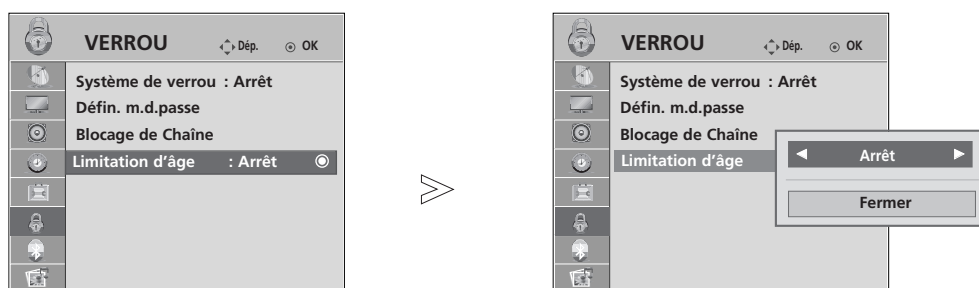 VERROU Dép. OK
Système de verrou : Arrêt
Défin. m.d.passe
Blocage de Chaîne
Limitation d’âge : Arrêt
VERROU Dép. OK
Système de verrou : Arrêt
Défin. m.d.passe
Blocage de Chaîne
Limitation d’âge
Arrêt
Fermer